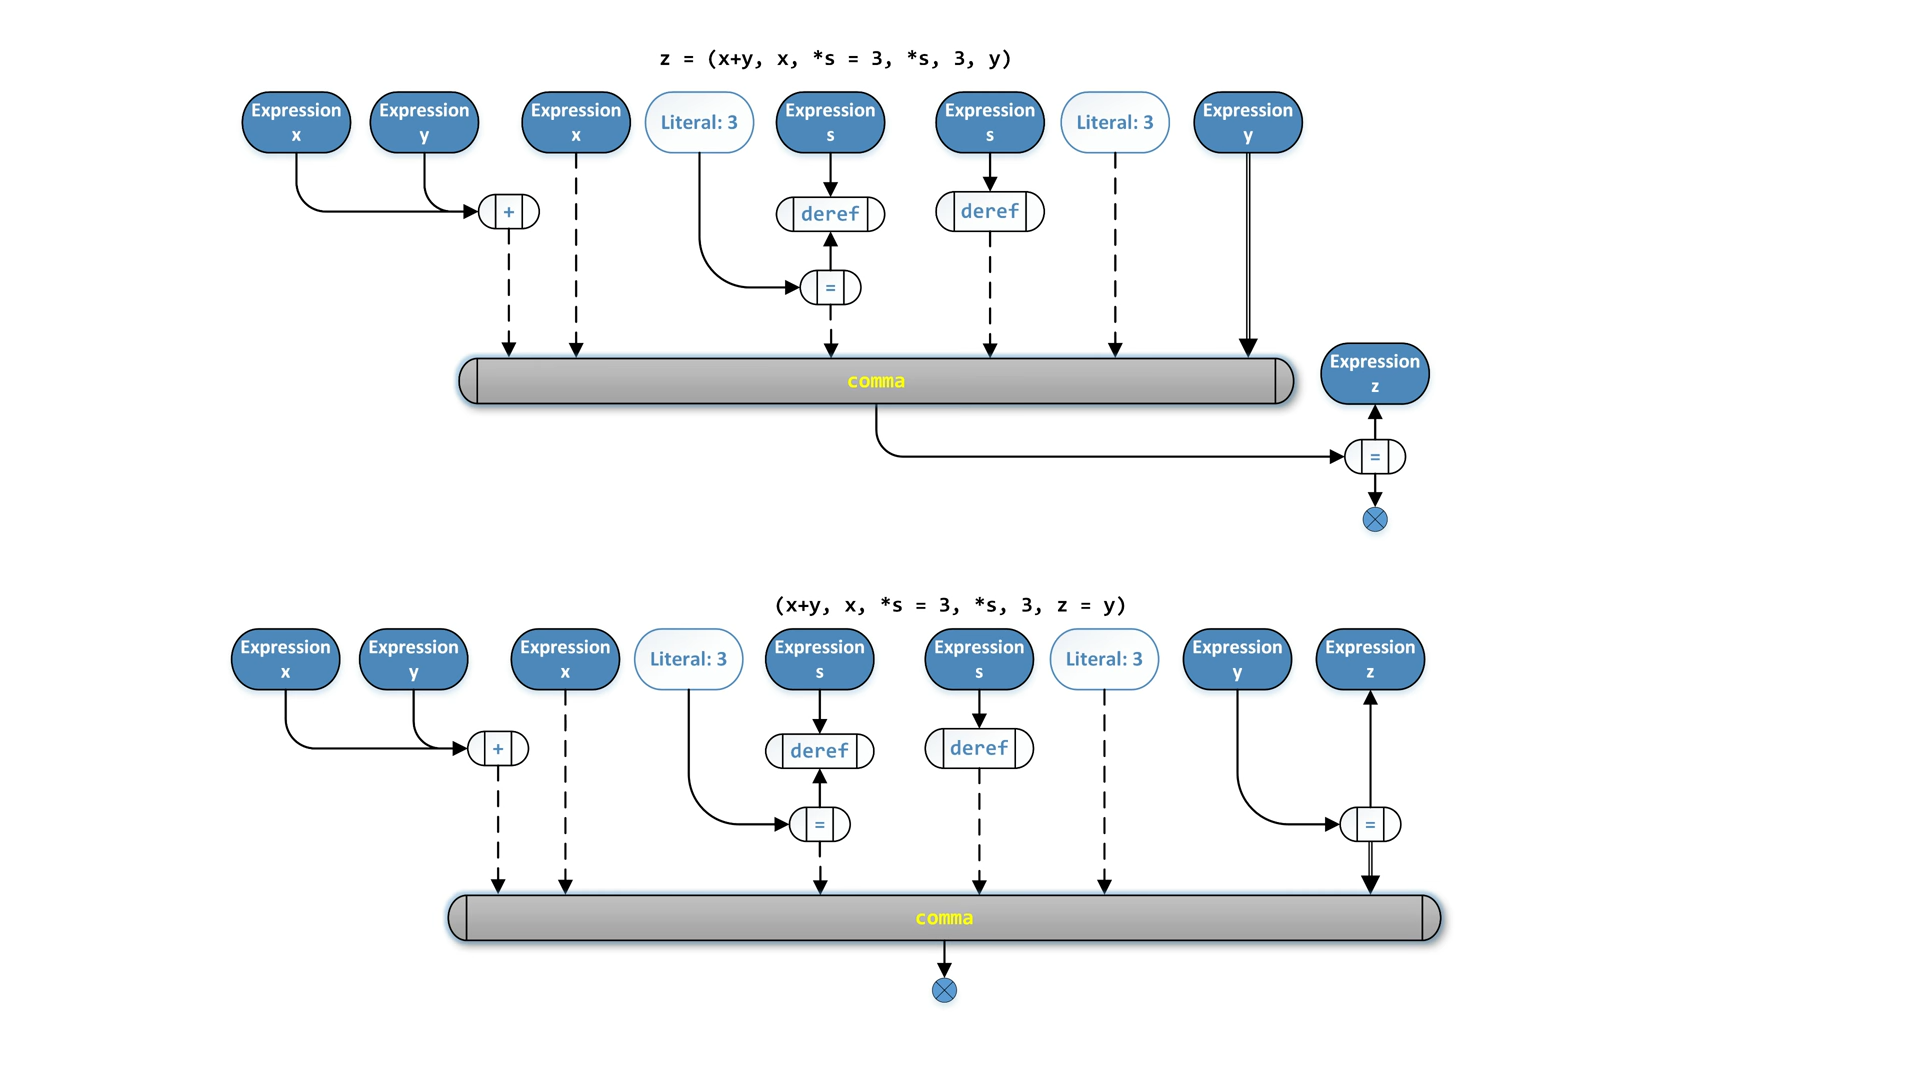 z = (x+y, x, *s = 3, *s, 3, y)
Expression
x
Expression
y
Expression
x
Literal: 3
Expression
s
Expression
s
Literal: 3
Expression
y
+
deref
deref
=
comma
Expression
z
=
(x+y, x, *s = 3, *s, 3, z = y)
Expression
x
Expression
y
Expression
x
Literal: 3
Expression
s
Expression
s
Literal: 3
Expression
y
Expression
z
+
deref
deref
=
=
comma